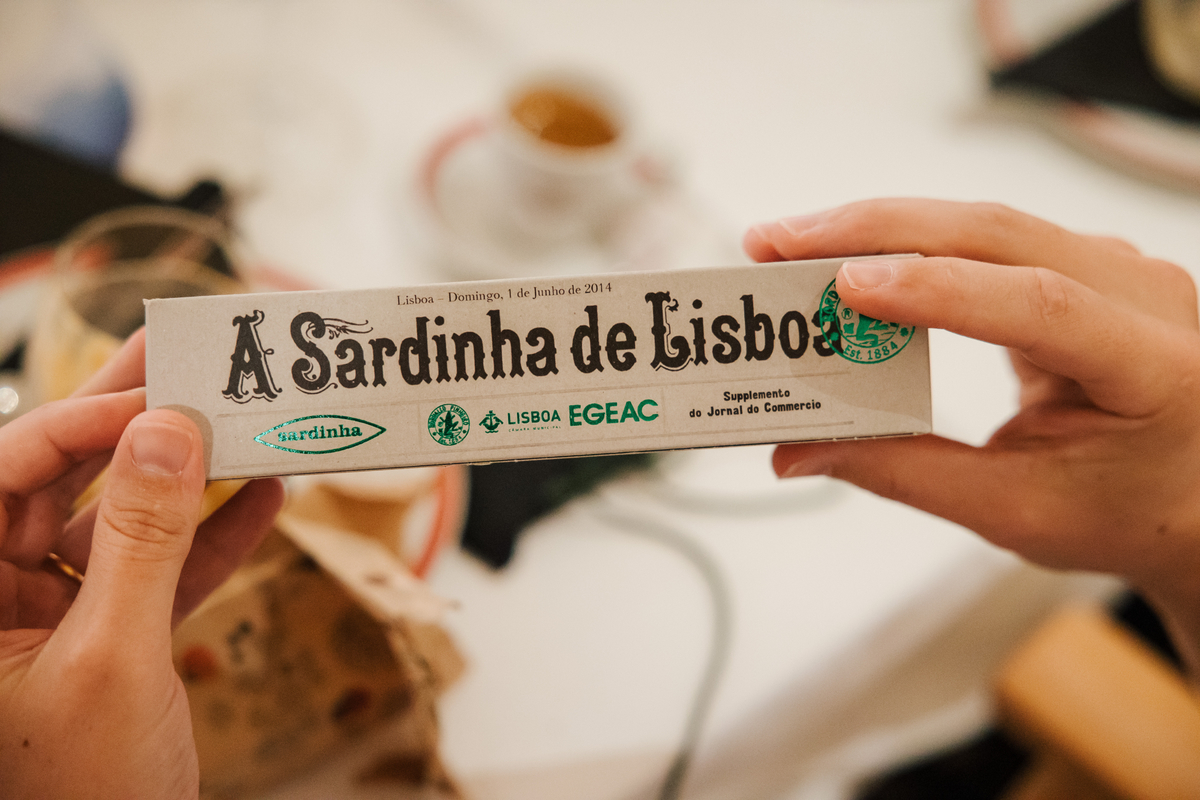 Lisboa – Domingo, 1 de Junho de 2014
A Sardinha de Lisboa
sardinha
LISBOA
EGEAC
Supplemento
do Jornal do Commercio
Est. 1884